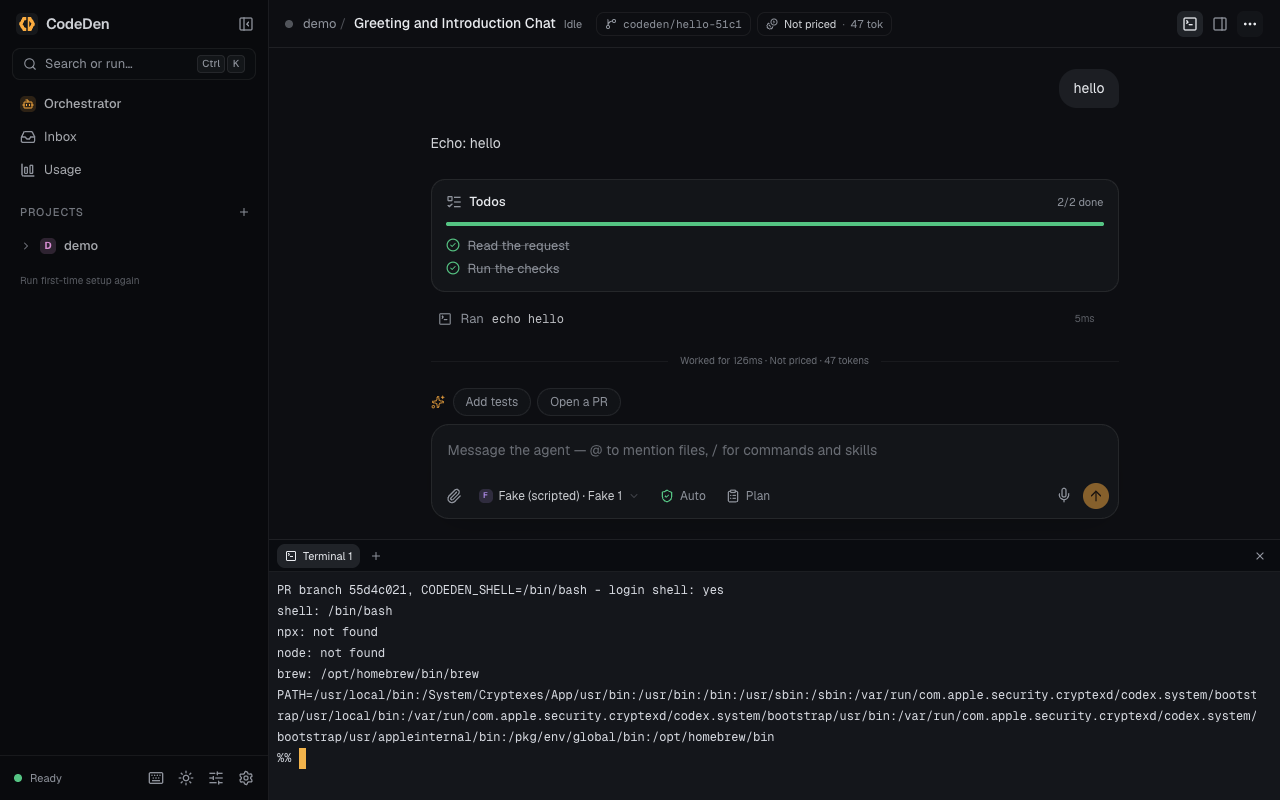 CodeDen
demo / Greeting and Introduction Chat Idle codeden/hello-51c1 Not priced · 47 tok
Search or run… Ctrl K
Orchestrator
Inbox
Usage
PROJECTS
D demo
Run first-time setup again
hello
Echo: hello
Todos 2/2 done
Read the request
Run the checks
Ran echo hello 5ms
Worked for 126ms · Not priced · 47 tokens
Add tests Open a PR
Message the agent — @ to mention files, / for commands and skills
F Fake (scripted) · Fake 1 Auto Plan
Terminal 1
PR branch 55d4c021, CODEDEN_SHELL=/bin/bash - login shell: yes
shell: /bin/bash
npx: not found
node: not found
brew: /opt/homebrew/bin/brew
PATH=/usr/local/bin:/System/Cryptexes/App/usr/bin:/usr/bin:/bin:/usr/sbin:/sbin:/var/run/com.apple.security.cryptexd/codex.system/bootst
rap/usr/local/bin:/var/run/com.apple.security.cryptexd/codex.system/bootstrap/usr/bin:/var/run/com.apple.security.cryptexd/codex.system/
bootstrap/usr/appleinternal/bin:/pkg/env/global/bin:/opt/homebrew/bin
%%
Ready